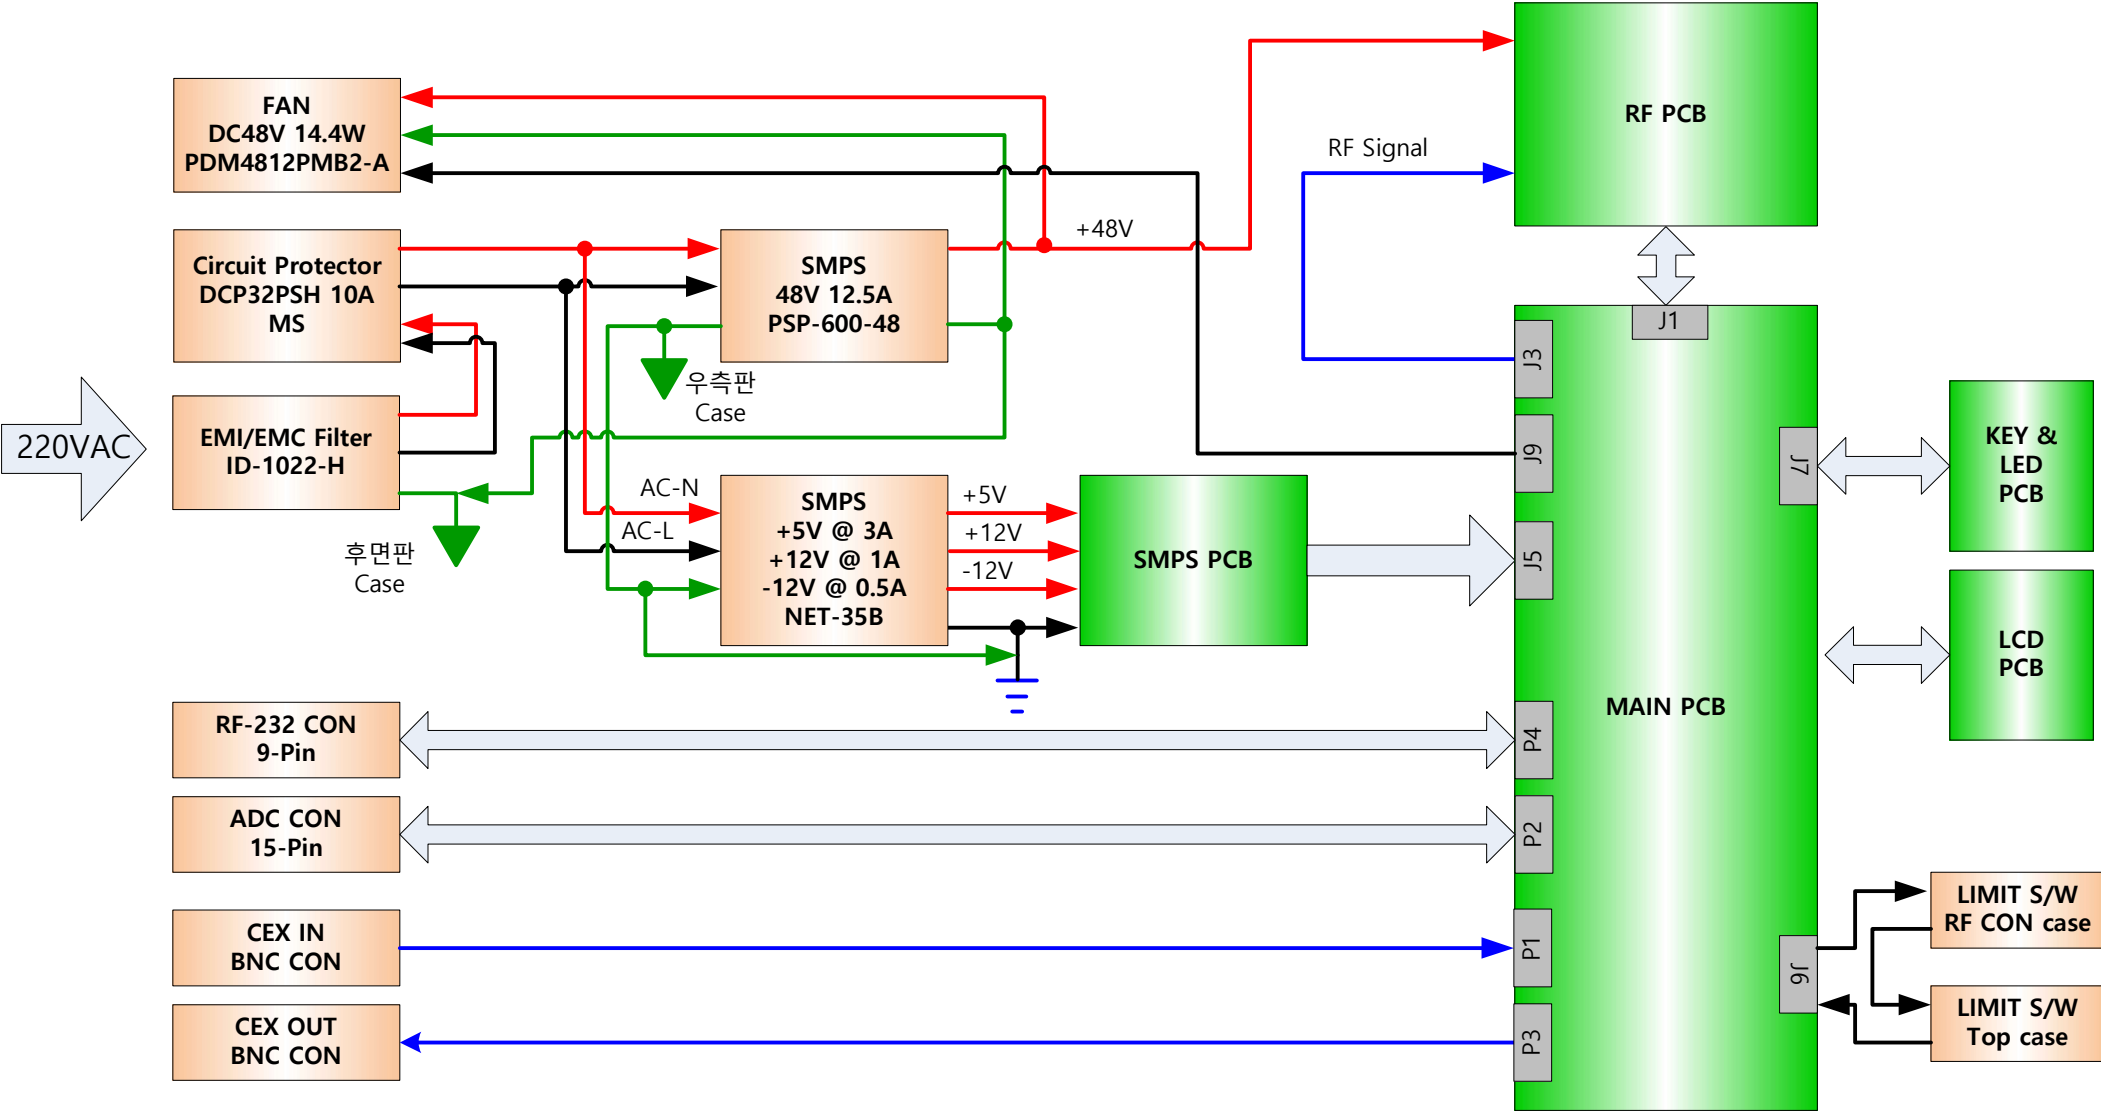 FAN
DC48V 14.4W
PDM4812PMB2-A
RF PCB
RF Signal
+48V
Circuit Protector
DCP32PSH 10A
MS
SMPS
48V 12.5A
PSP-600-48
J1
J3
우측판
Case
220VAC
EMI/EMC Filter
ID-1022-H
J9
J7
KEY &
LED
PCB
AC-N
AC-L
SMPS
+5V @ 3A
+12V @ 1A
-12V @ 0.5A
NET-35B
+5V
+12V
-12V
SMPS PCB
J5
후면판
Case
LCD
PCB
MAIN PCB
RF-232 CON
9-Pin
P4
ADC CON
15-Pin
P2
CEX IN
BNC CON
P1
LIMIT S/W
RF CON case
J6
CEX OUT
BNC CON
P3
LIMIT S/W
Top case